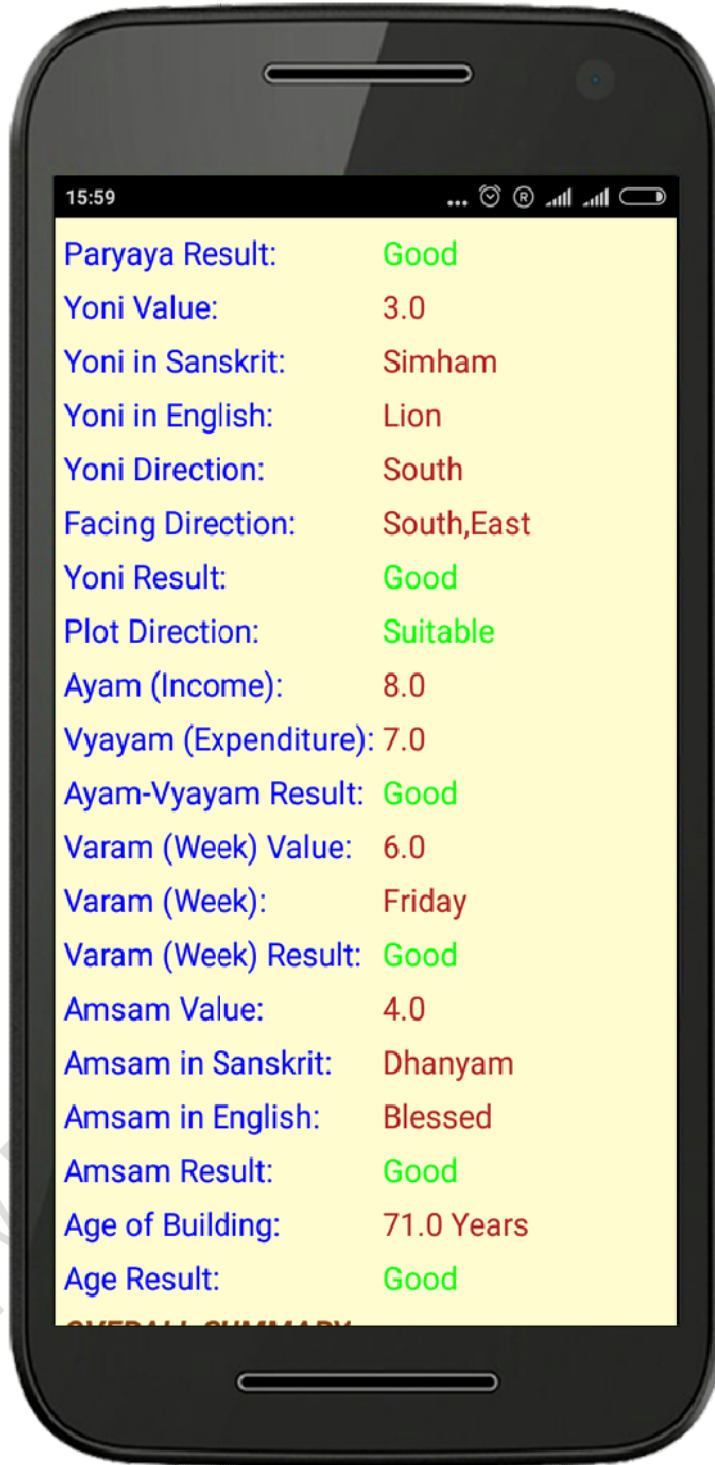 15:59 ... R
Paryaya Result: Good
Yoni Value: 3.0
Yoni in Sanskrit: Simham
Yoni in English: Lion
Yoni Direction: South
Facing Direction: South,East
Yoni Result: Good
Plot Direction: Suitable
Ayam (Income): 8.0
Vyayam (Expenditure): 7.0
Ayam-Vyayam Result: Good
Varam (Week) Value: 6.0
Varam (Week): Friday
Varam (Week) Result: Good
Amsam Value: 4.0
Amsam in Sanskrit: Dhanyam
Amsam in English: Blessed
Amsam Result: Good
Age of Building: 71.0 Years
Age Result: Good
OVERALL SUMMARY